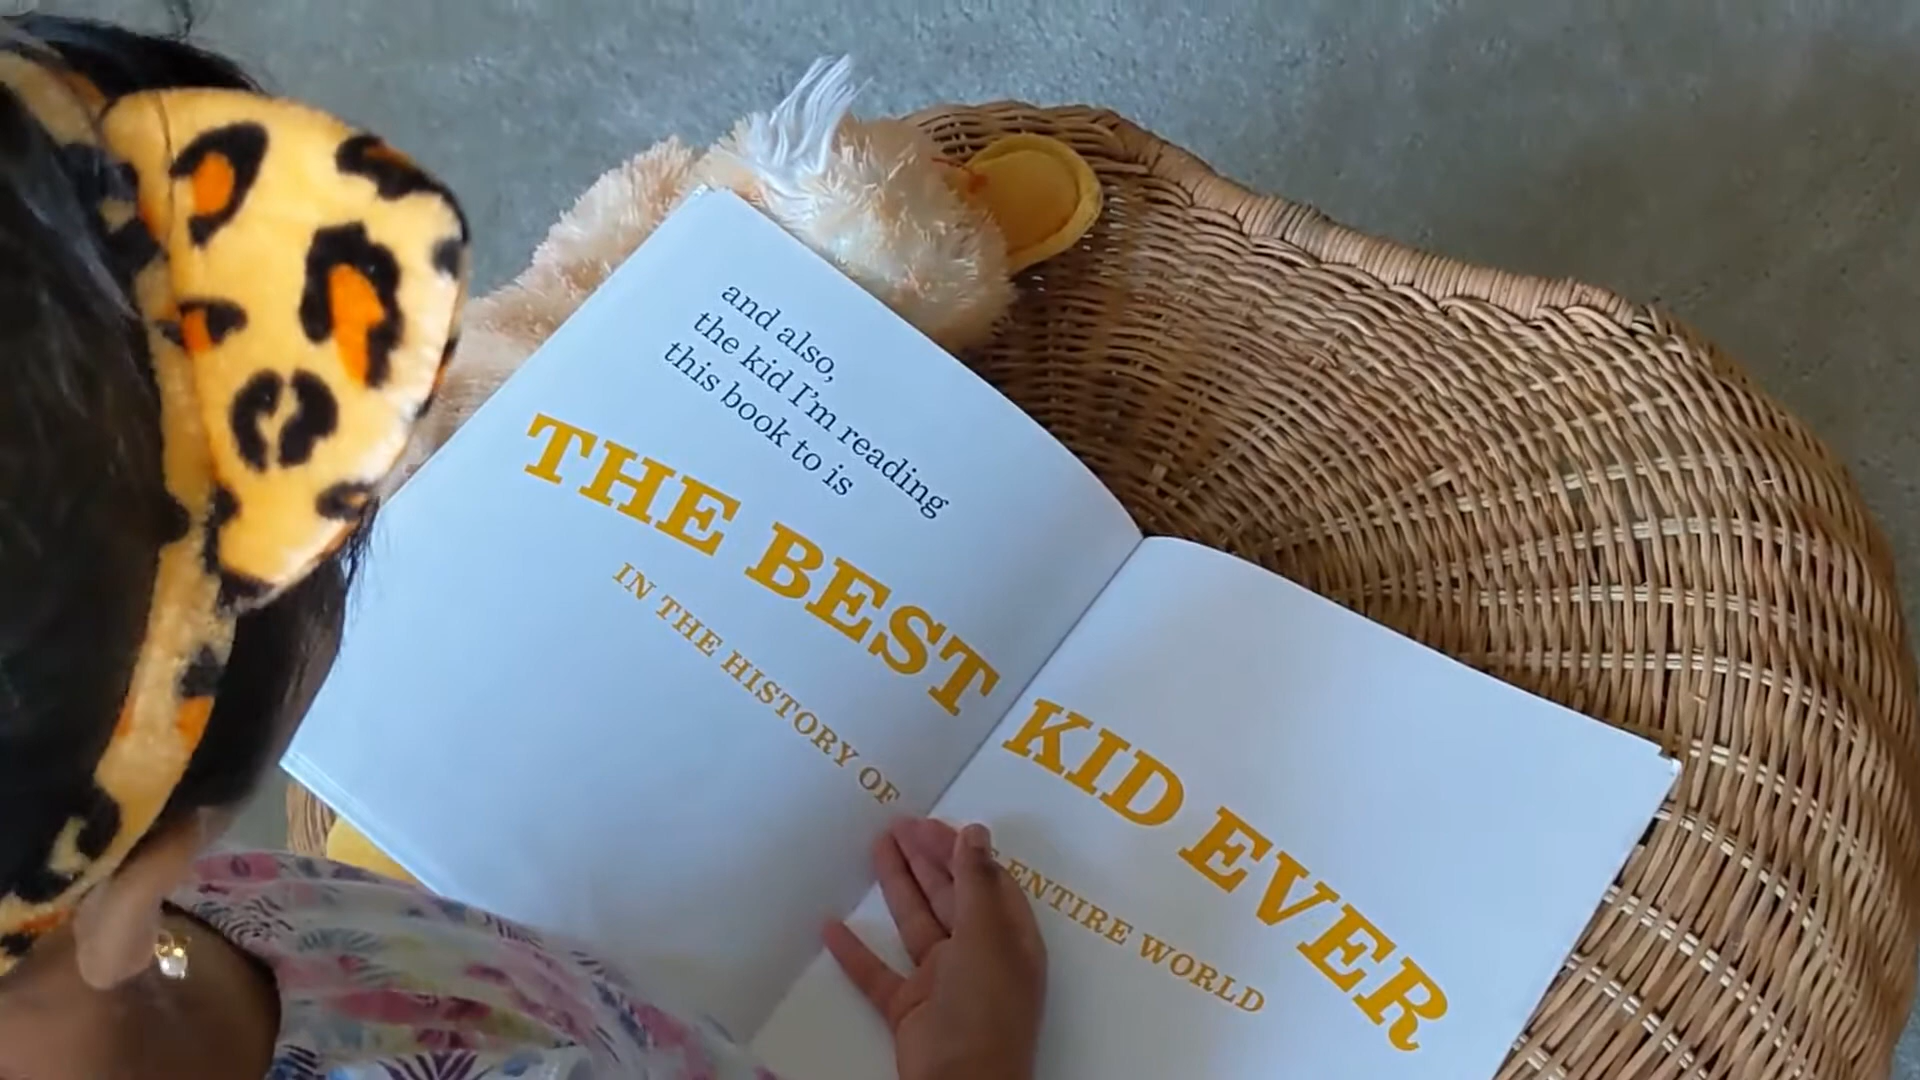 and also,
the kid I'm reading
this book to is
THE BEST KID EVER
IN THE HISTORY OF ENTIRE WORLD